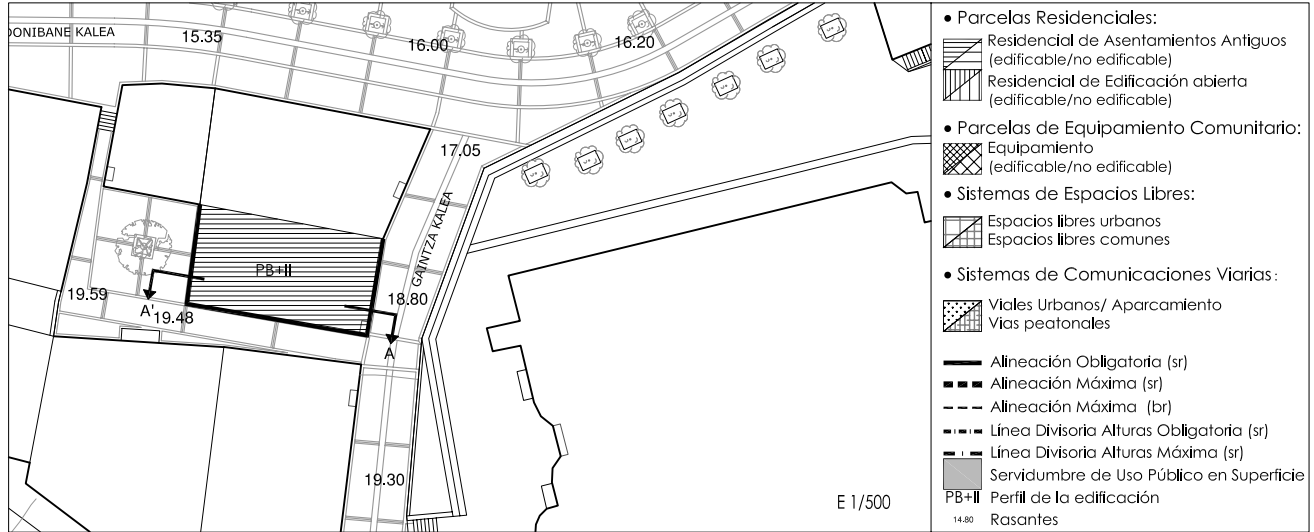 DONIBANE KALEA
15.35
16.00
16.20
17.05
GAINTZA KALEA
PB+II
18.80
19.59
A'
19.48
A
19.30
E 1/500
• Parcelas Residenciales:
Residencial de Asentamientos Antiguos
(edificable/no edificable)
Residencial de Edificación abierta
(edificable/no edificable)
• Parcelas de Equipamiento Comunitario:
Equipamiento
(edificable/no edificable)
• Sistemas de Espacios Libres:
Espacios libres urbanos
Espacios libres comunes
• Sistemas de Comunicaciones Viarias:
Viales Urbanos/ Aparcamiento
Vias peatonales
Alineación Obligatoria (sr)
Alineación Máxima (sr)
Alineación Máxima (br)
Línea Divisoria Alturas Obligatoria (sr)
Línea Divisoria Alturas Máxima (sr)
Servidumbre de Uso Público en Superficie
PB+II Perfil de la edificación
14.80 Rasantes